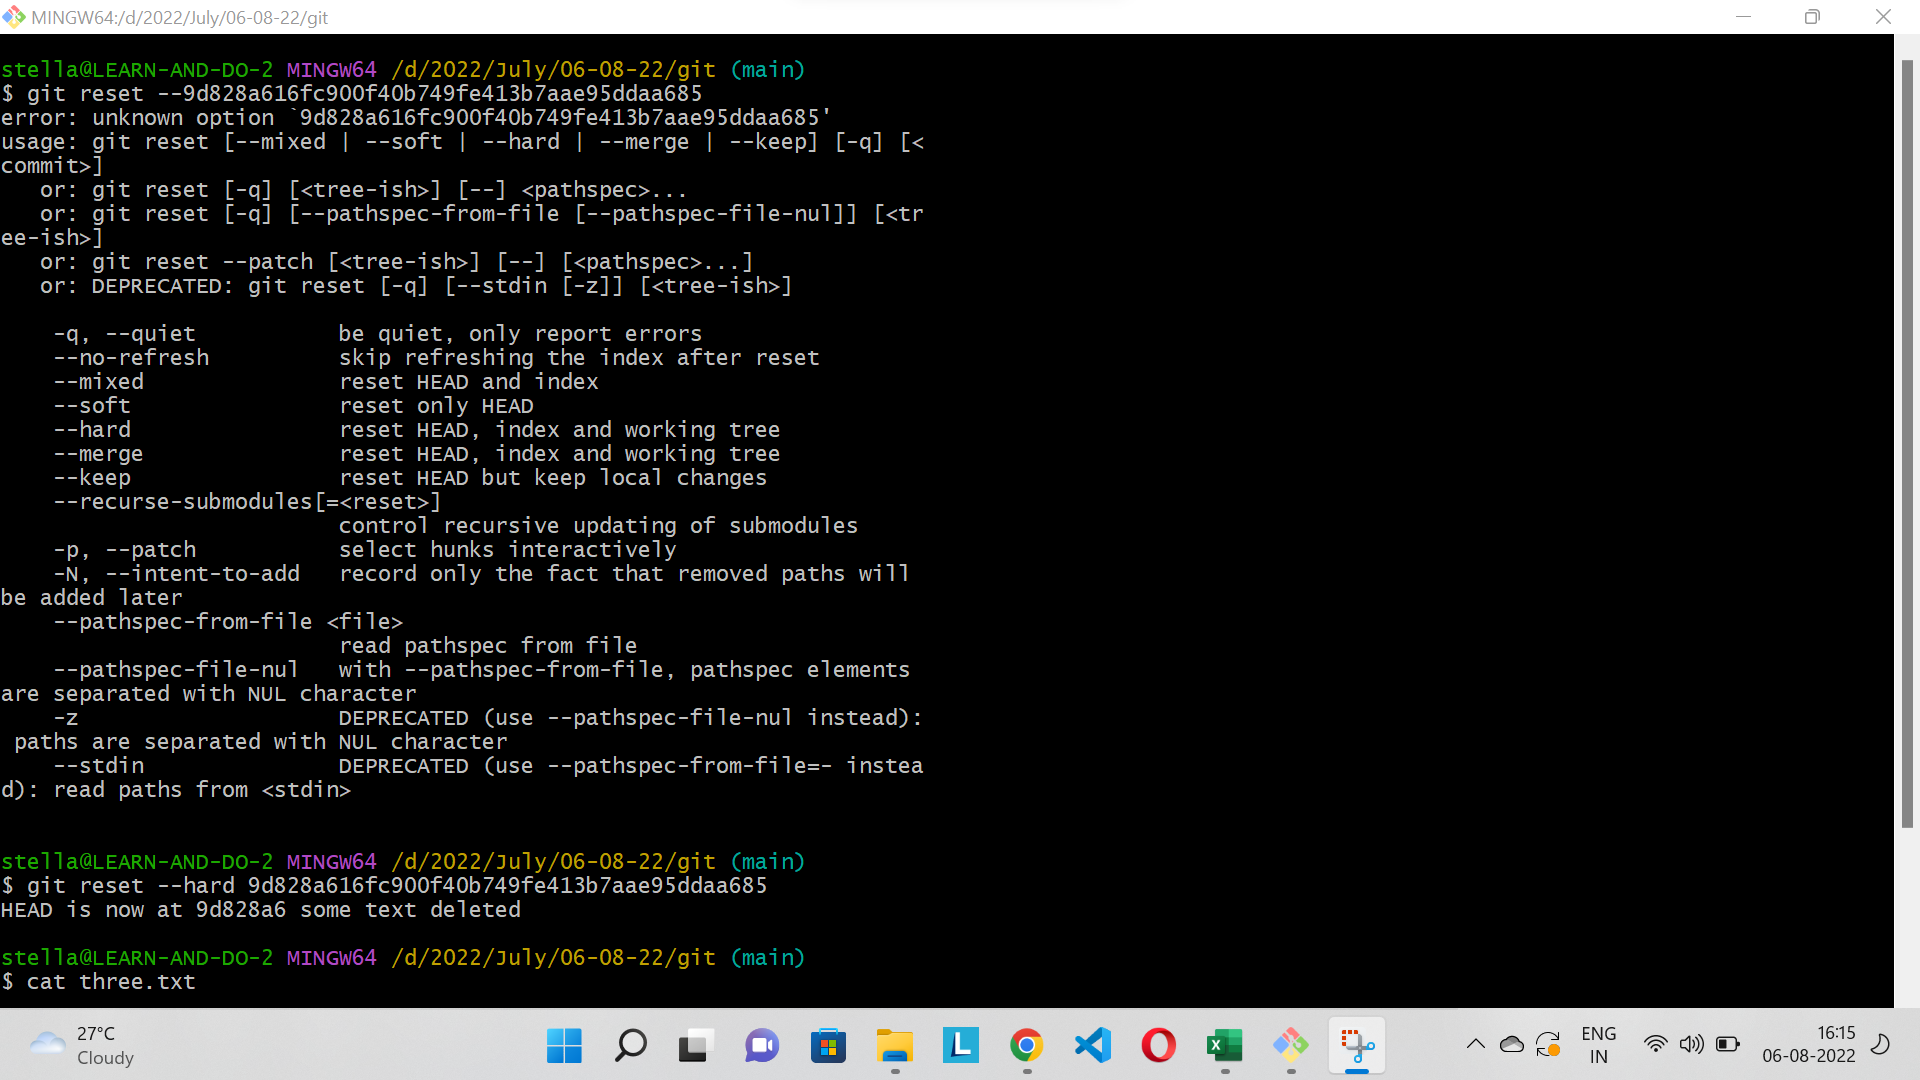 MINGW64:/d/2022/July/06-08-22/git
stella@LEARN-AND-DO-2 MINGW64 /d/2022/July/06-08-22/git (main)
$ git reset --9d828a616fc900f40b749fe413b7aae95ddaa685
error: unknown option `9d828a616fc900f40b749fe413b7aae95ddaa685'
usage: git reset [--mixed | --soft | --hard | --merge | --keep] [-q] [<
commit>]
   or: git reset [-q] [<tree-ish>] [--] <pathspec>...
   or: git reset [-q] [--pathspec-from-file [--pathspec-file-nul]] [<tr
ee-ish>]
   or: git reset --patch [<tree-ish>] [--] [<pathspec>...]
   or: DEPRECATED: git reset [-q] [--stdin [-z]] [<tree-ish>]
    -q, --quiet           be quiet, only report errors
    --no-refresh          skip refreshing the index after reset
    --mixed               reset HEAD and index
    --soft                reset only HEAD
    --hard                reset HEAD, index and working tree
    --merge               reset HEAD, index and working tree
    --keep                reset HEAD but keep local changes
    --recurse-submodules[=<reset>]
                          control recursive updating of submodules
    -p, --patch           select hunks interactively
    -N, --intent-to-add   record only the fact that removed paths will
be added later
    --pathspec-from-file <file>
                          read pathspec from file
    --pathspec-file-nul   with --pathspec-from-file, pathspec elements
are separated with NUL character
    -z                    DEPRECATED (use --pathspec-file-nul instead):
 paths are separated with NUL character
    --stdin               DEPRECATED (use --pathspec-from-file=- instea
d): read paths from <stdin>
stella@LEARN-AND-DO-2 MINGW64 /d/2022/July/06-08-22/git (main)
$ git reset --hard 9d828a616fc900f40b749fe413b7aae95ddaa685
HEAD is now at 9d828a6 some text deleted
stella@LEARN-AND-DO-2 MINGW64 /d/2022/July/06-08-22/git (main)
$ cat three.txt
27°C
Cloudy
L
X
ENG
IN
16:15
06-08-2022